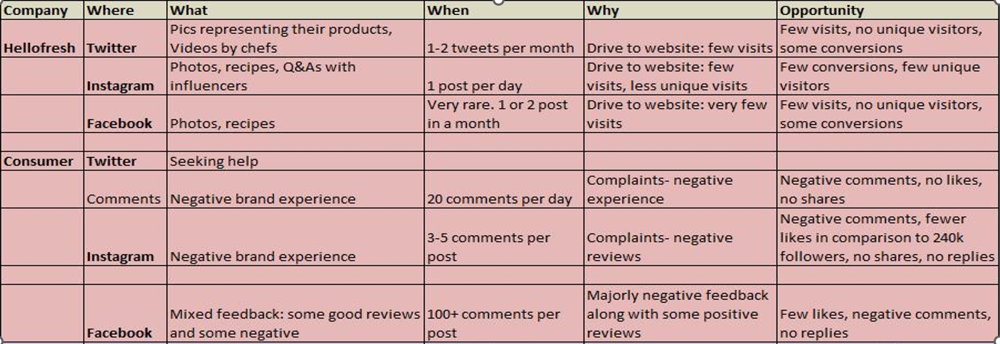 Company Where What When Why Opportunity
Pics representing their products, Few visits, no unique visitors,
Hellofresh Twitter Videos by chefs 1-2 tweets per month Drive to website: few visits some conversions
Photos, recipes, Q&As with Drive to website: few Few conversions, few unique
Instagram influencers 1 post per day visits, less unique visits visitors
Very rare. 1 or 2 post Drive to website: very few Few visits, no unique visitors,
Facebook Photos, recipes in a month visits some conversions
Consumer Twitter Seeking help
Complaints- negative Negative comments, no likes,
Comments Negative brand experience 20 comments per day experience no shares
Negative comments, fewer
3-5 comments per Complaints- negative likes in comparison to 240k
Instagram Negative brand experience post reviews followers, no shares, no replies
Majorly negative feedback
Mixed feedback: some good reviews 100+ comments per along with some positive Few likes, negative comments,
Facebook and some negative post reviews no replies